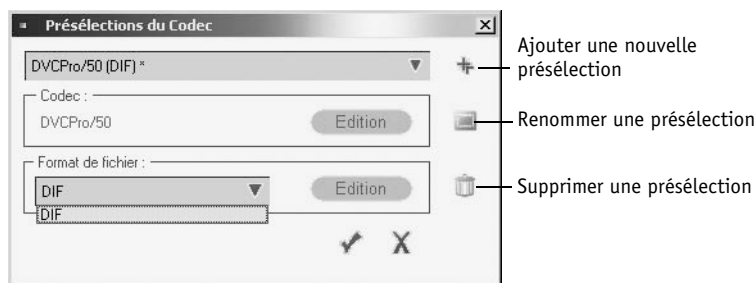 Présélections du Codec
DVCPro/50 (DIF) *
Ajouter une nouvelle
présélection
Codec :
DVCPro/50
Edition
Renommer une présélection
Format de fichier :
DIF
Edition
Supprimer une présélection
DIF